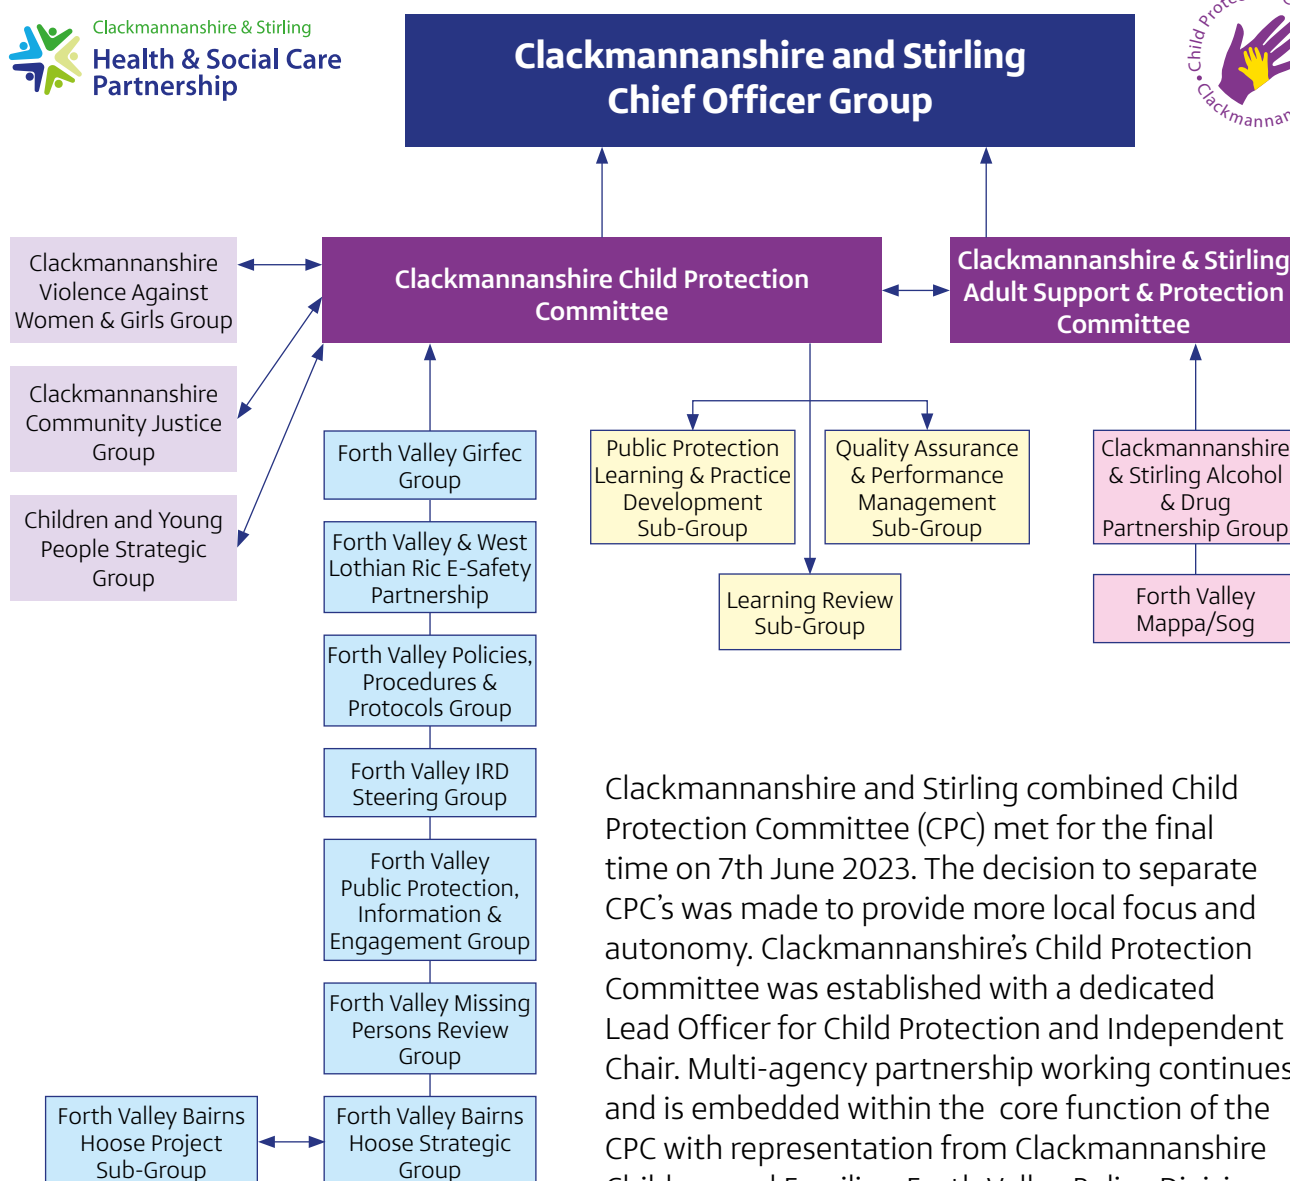 Clackmannanshire & Stirling
Health & Social Care
Partnership
Clackmannanshire and Stirling
Chief Officer Group
Child
Clackmannanshire
Violence Against
Women & Girls Group
Clackmannanshire
Community Justice
Group
Children and Young
People Strategic
Group
Clackmannanshire Child Protection
Committee
Clackmannanshire & Stirling
Adult Support & Protection
Committee
Forth Valley Girfec
Group
Forth Valley & West
Lothian Ric E-Safety
Partnership
Forth Valley Policies,
Procedures &
Protocols Group
Forth Valley IRD
Steering Group
Forth Valley
Public Protection,
Information &
Engagement Group
Forth Valley Missing
Persons Review
Group
Forth Valley Bairns
Hoose Project
Sub-Group
Forth Valley Bairns
Hoose Strategic
Group
Public Protection
Learning & Practice
Development
Sub-Group
Quality Assurance
& Performance
Management
Sub-Group
Learning Review
Sub-Group
Clackmannanshire
& Stirling Alcohol
& Drug
Partnership Group
Forth Valley
Mappa/Sog
Clackmannanshire and Stirling combined Child
Protection Committee (CPC) met for the final
time on 7th June 2023. The decision to separate
CPC’s was made to provide more local focus and
autonomy. Clackmannanshire’s Child Protection
Committee was established with a dedicated
Lead Officer for Child Protection and Independent
Chair. Multi-agency partnership working continues
and is embedded within the core function of the
CPC with representation from Clackmannanshire